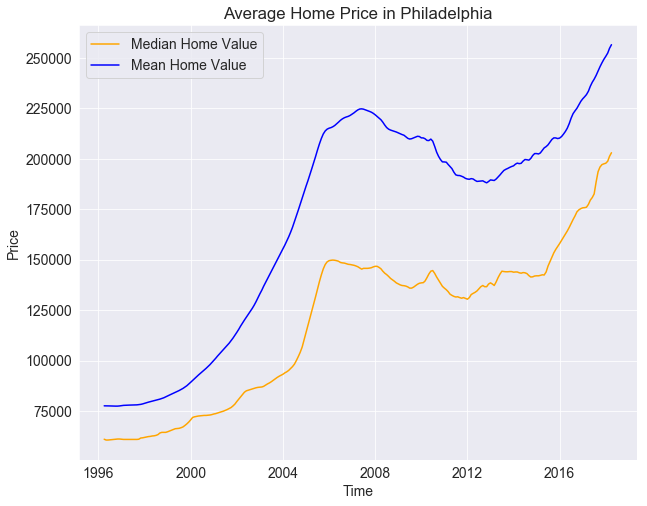 Average Home Price in Philadelphia
Median Home Value
Mean Home Value
250000
225000
200000
175000
150000
125000
100000
75000
Price
1996
2000
2004
2008
2012
2016
Time